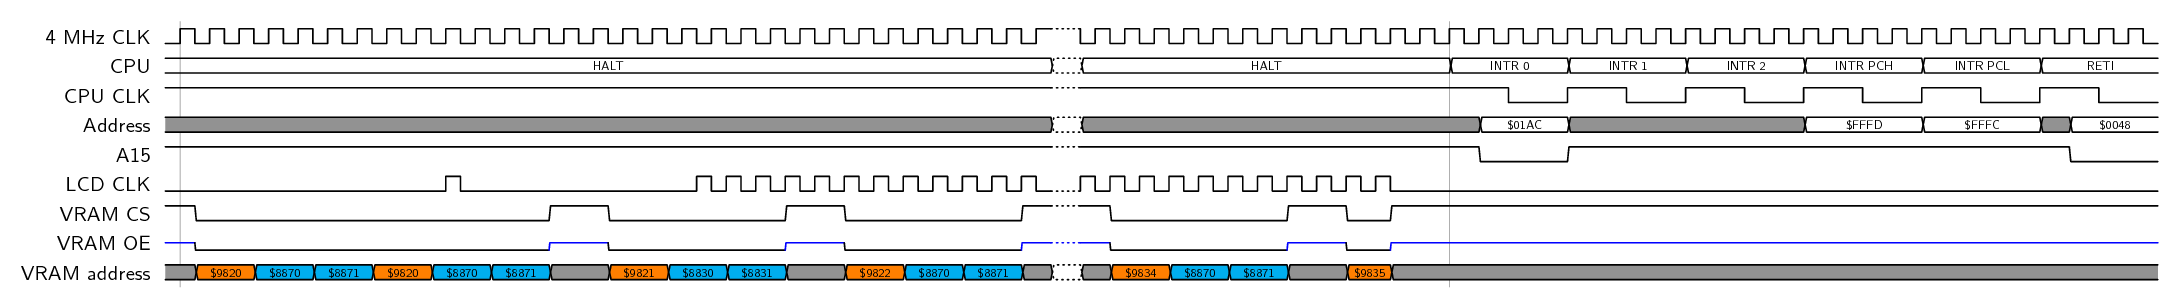 4 MHz CLK
CPU HALT HALT INTR 0 INTR 1 INTR 2 INTR PCH INTR PCL RETI
CPU CLK
Address $01AC $FFFD $FFFC $0048
A15
LCD CLK
VRAM CS
VRAM OE
VRAM address $9820 $8870 $8871 $9820 $8870 $8871 $9821 $8830 $8831 $9822 $8870 $8871 $9834 $8870 $8871 $9835